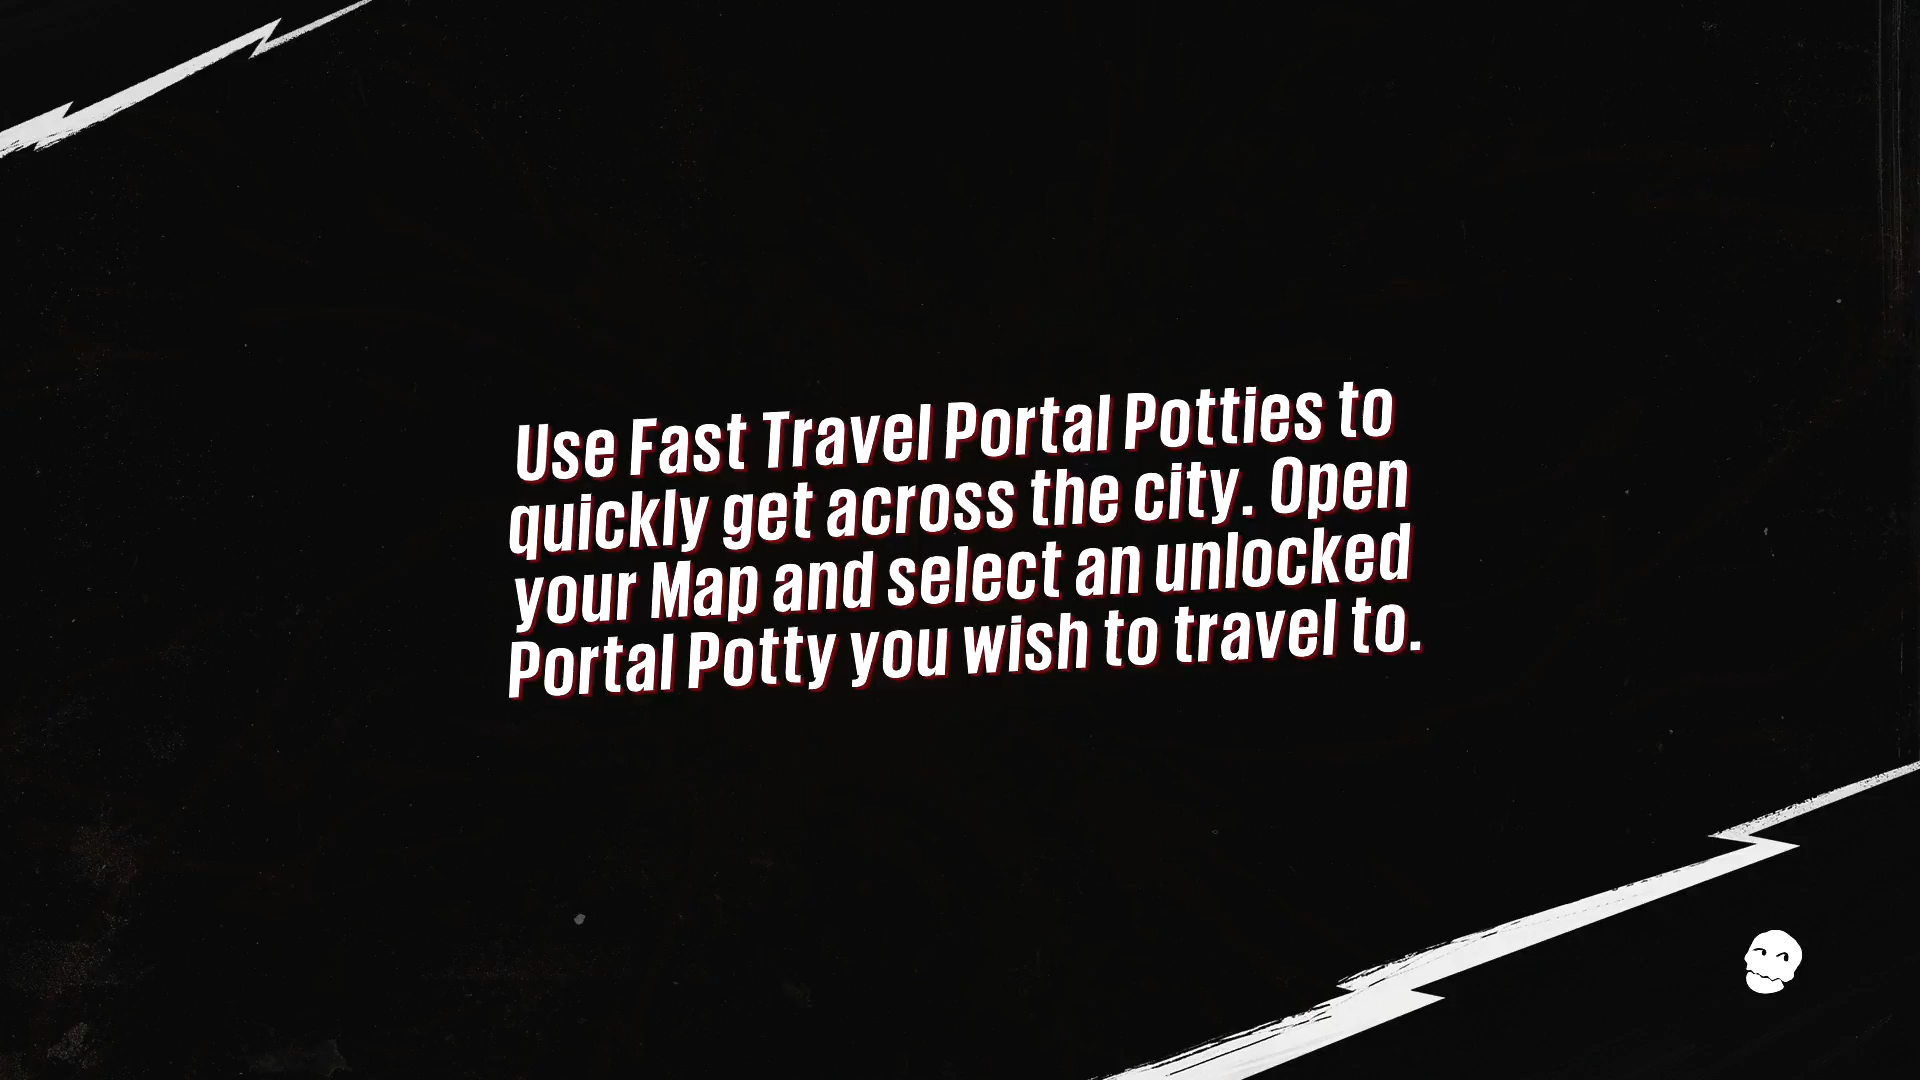 Use Fast Travel Portal Potties to
quickly get across the city. Open
your Map and select an unlocked
Portal Potty you wish to travel to.